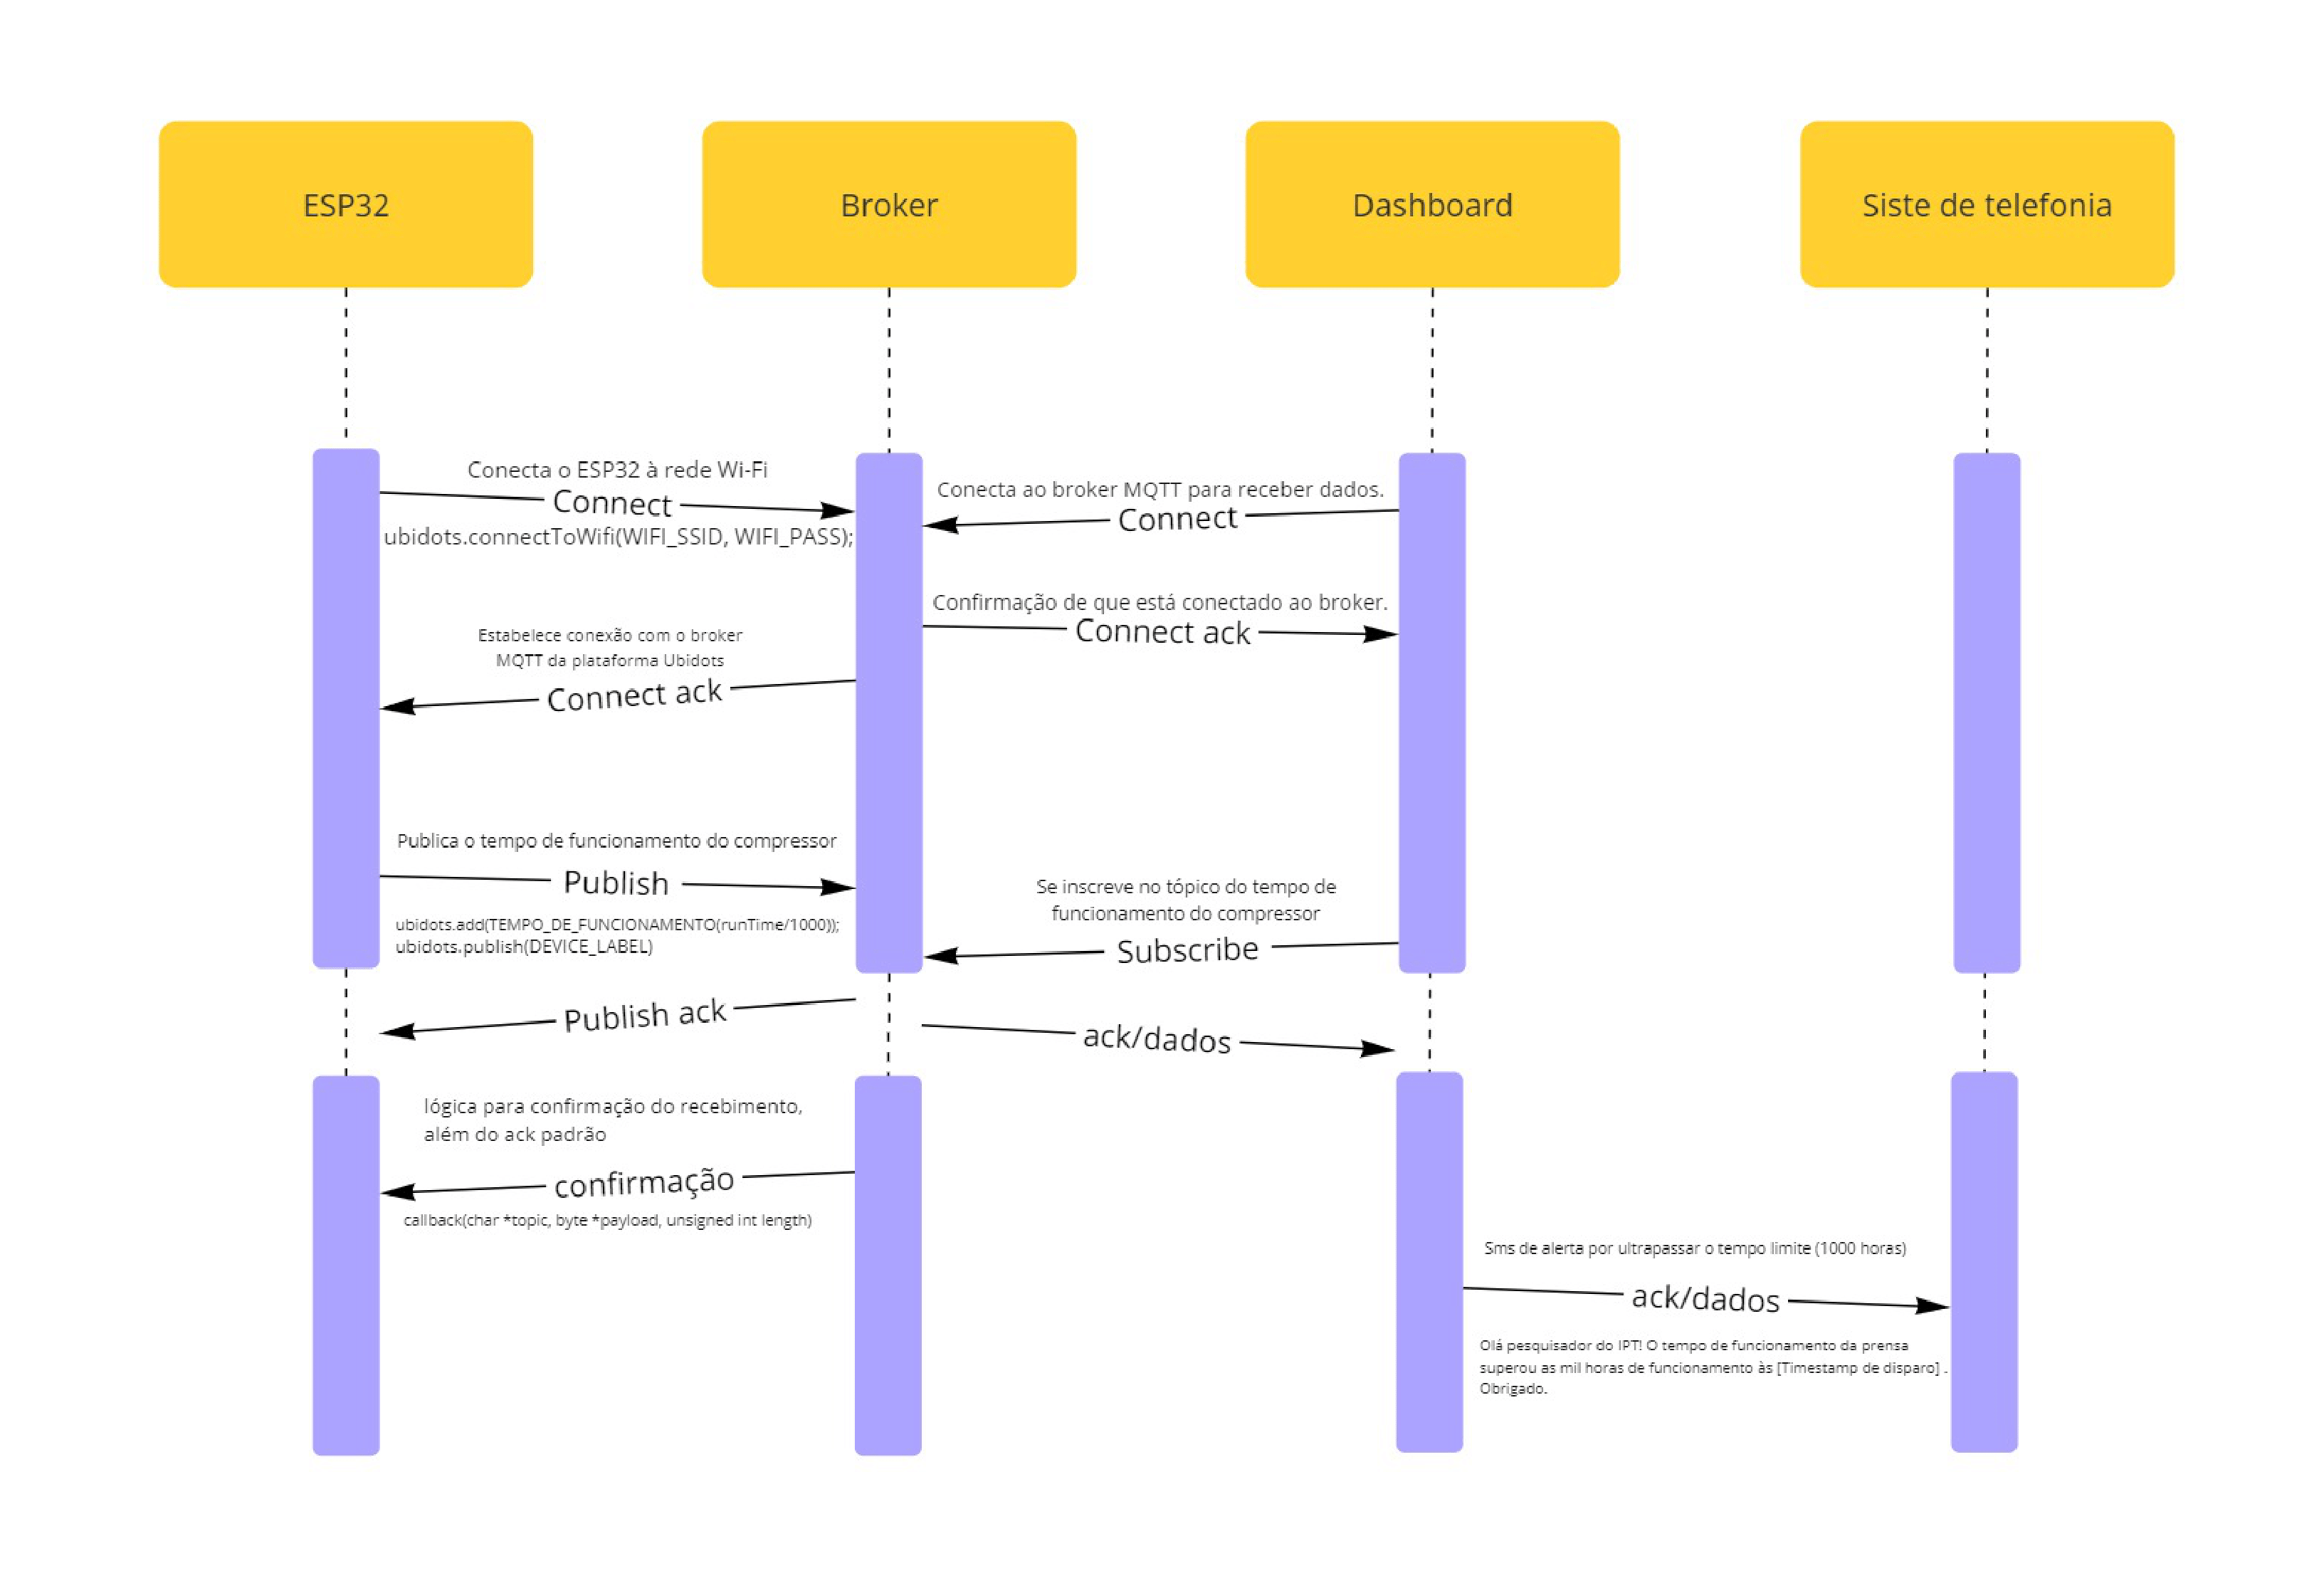 ESP32
Broker
Dashboard
Siste de telefonia
Conecta o ESP32 à rede Wi-Fi
Connect
ubidots.connectToWifi(WIFI_SSID, WIFI_PASS);
Conecta ao broker MQTT para receber dados.
Connect
Confirmação de que está conectado ao broker.
Connect ack
Estabelece conexão com o broker
MQTT da plataforma Ubidots
Connect ack
Publica o tempo de funcionamento do compressor
Publish
ubidots.add(TEMPO_DE_FUNCIONAMENTO(runTime/1000));
ubidots.publish(DEVICE_LABEL)
Se inscreve no tópico do tempo de
funcionamento do compressor
Subscribe
Publish ack
ack/dados
lógica para confirmação do recebimento,
além do ack padrão
confirmação
callback(char *topic, byte *payload, unsigned int length)
Sms de alerta por ultrapassar o tempo limite (1000 horas)
ack/dados
Olá pesquisador do IPT! O tempo de funcionamento da prensa
superou as mil horas de funcionamento às [Timestamp de disparo] .
Obrigado.